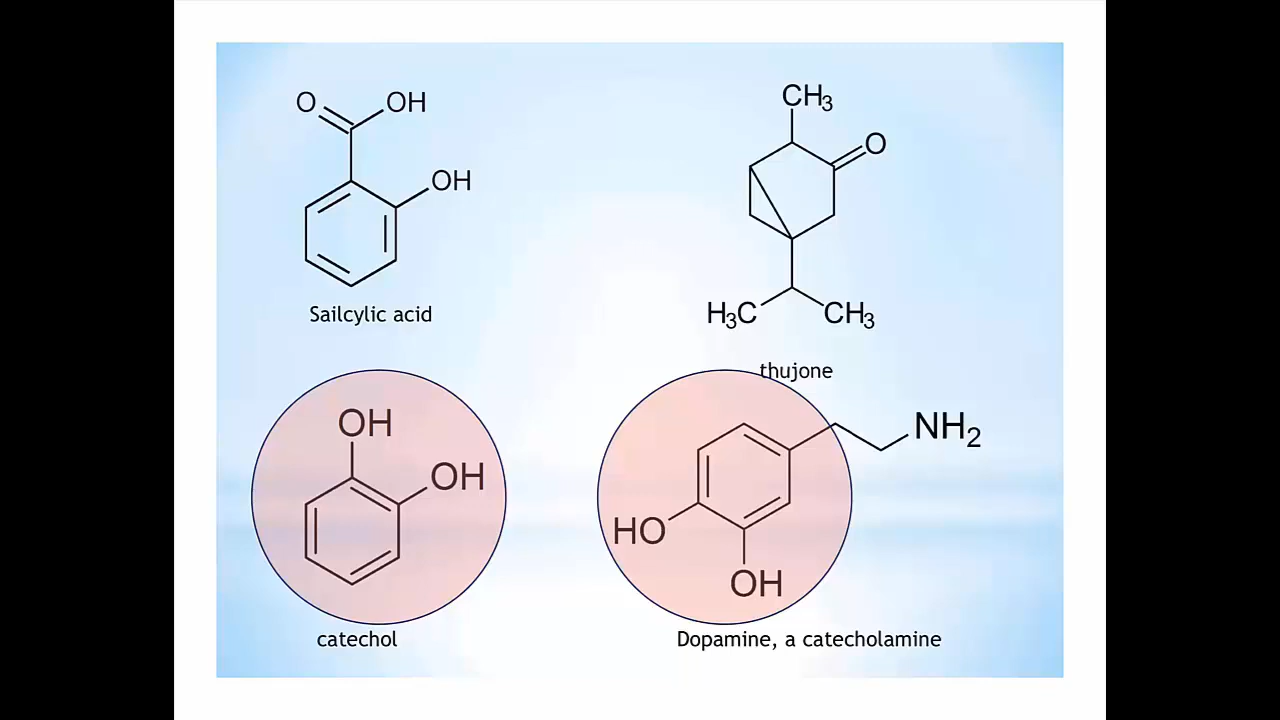 O OH
OH
Sailcylic acid
CH₃
O
H₃C CH₃
thujone
OH
OH
catechol
NH₂
HO
OH
Dopamine, a catecholamine